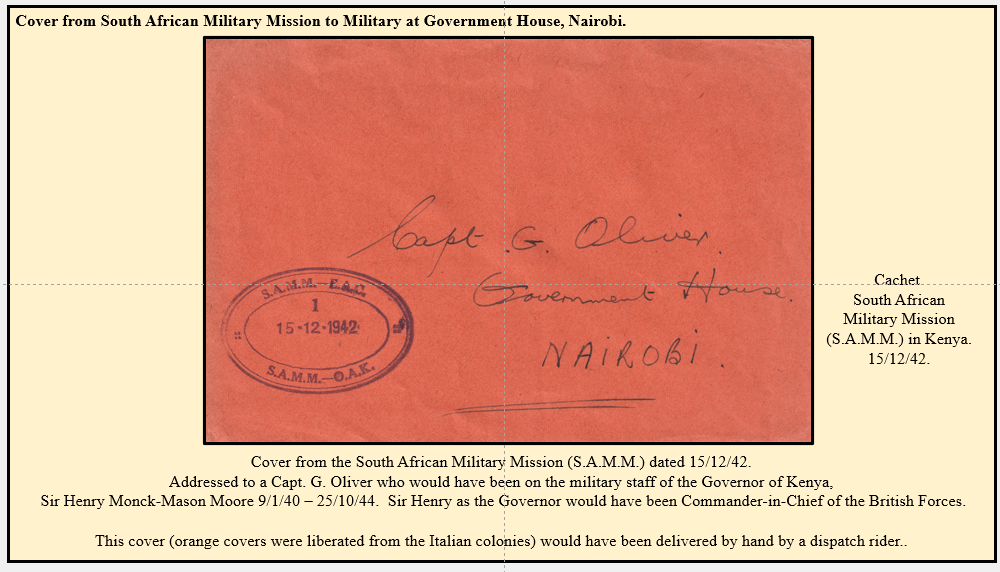 Cover from South African Military Mission to Military at Government House, Nairobi.
Capt. G. Oliver.
Government House.
NAIROBI.
S.A.M.M.—E.A.C.
1
15-12-1942
S.A.M.M.—O.A.K.
Cachet
South African
Military Mission
(S.A.M.M.) in Kenya.
15/12/42.
Cover from the South African Military Mission (S.A.M.M.) dated 15/12/42.
Addressed to a Capt. G. Oliver who would have been on the military staff of the Governor of Kenya,
Sir Henry Monck-Mason Moore 9/1/40 – 25/10/44.  Sir Henry as the Governor would have been Commander-in-Chief of the British Forces.
This cover (orange covers were liberated from the Italian colonies) would have been delivered by hand by a dispatch rider..